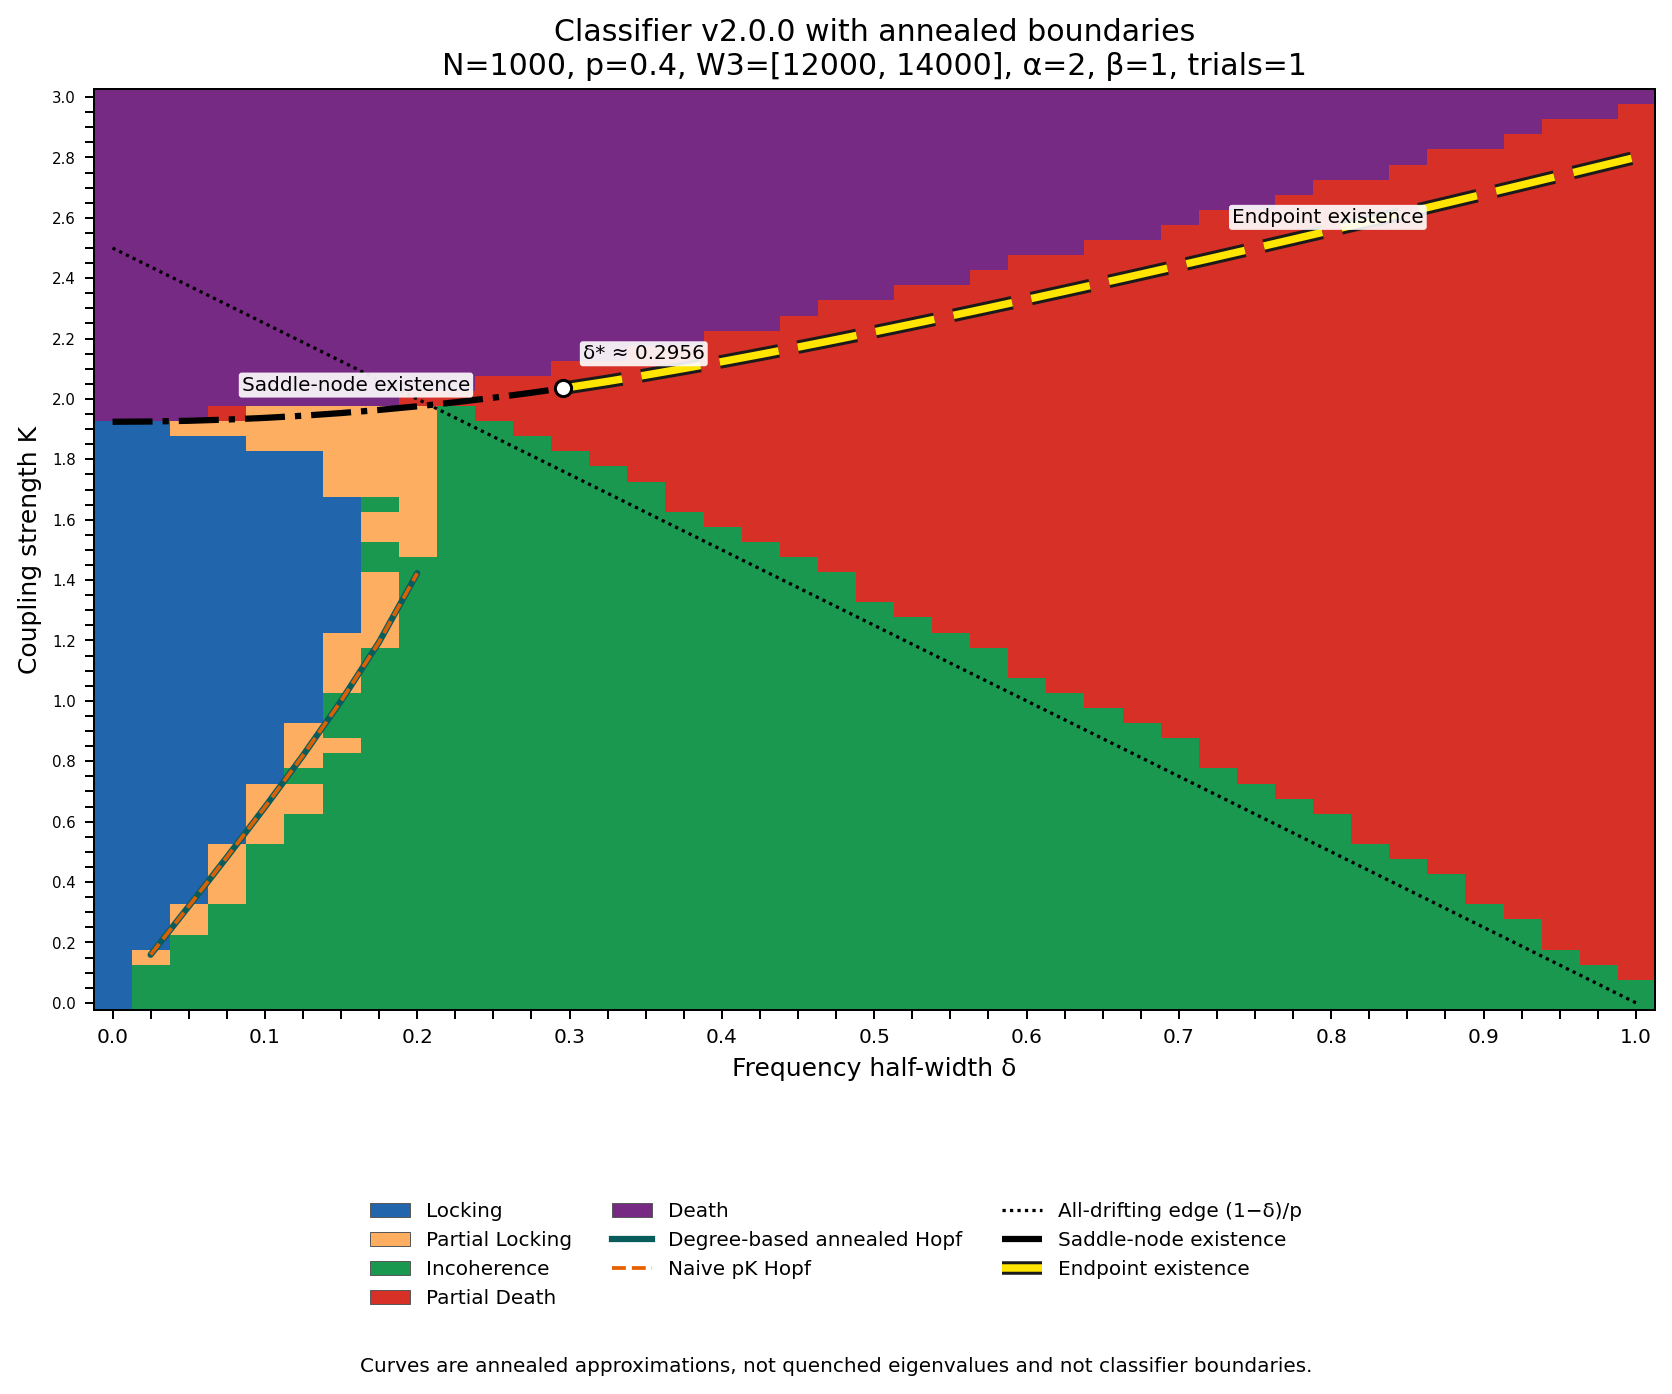 Classifier v2.0.0 with annealed boundaries
N=1000, p=0.4, W3=[12000, 14000], α=2, β=1, trials=1
Coupling strength K
3.0
2.8
2.6
2.4
2.2
2.0
1.8
1.6
1.4
1.2
1.0
0.8
0.6
0.4
0.2
0.0
Endpoint existence
δ* ≈ 0.2956
Saddle-node existence
0.0 0.1 0.2 0.3 0.4 0.5 0.6 0.7 0.8 0.9 1.0
Frequency half-width δ
Locking
Partial Locking
Incoherence
Partial Death
Death
Degree-based annealed Hopf
Naive pK Hopf
All-drifting edge (1−δ)/p
Saddle-node existence
Endpoint existence
Curves are annealed approximations, not quenched eigenvalues and not classifier boundaries.